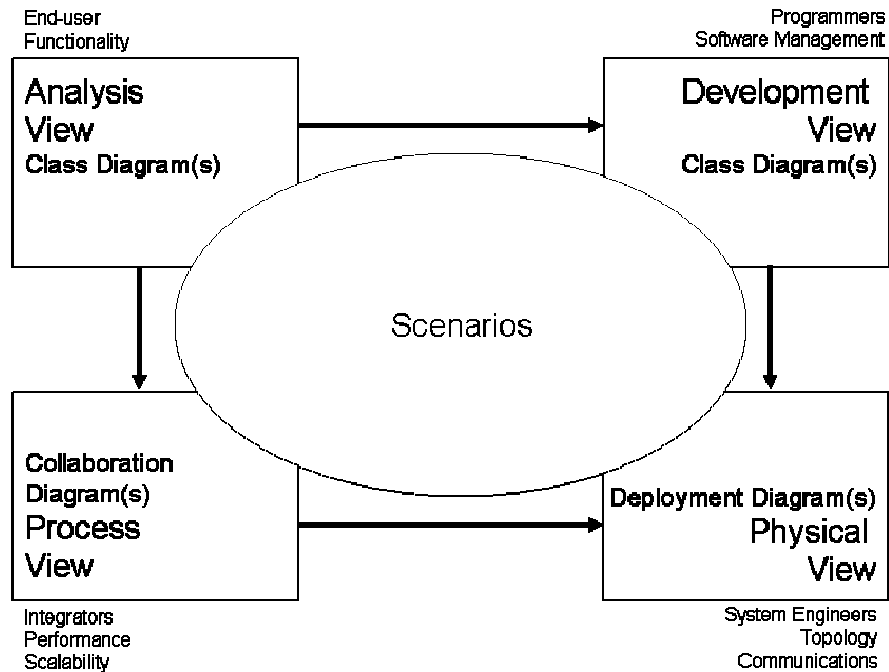 End-user
Functionality
Programmers
Software Management
Analysis
View
Class Diagram(s)
Development
View
Class Diagram(s)
Scenarios
Collaboration
Diagram(s)
Process
View
Deployment Diagram(s)
Physical
View
Integrators
Performance
Scalability
System Engineers
Topology
Communications